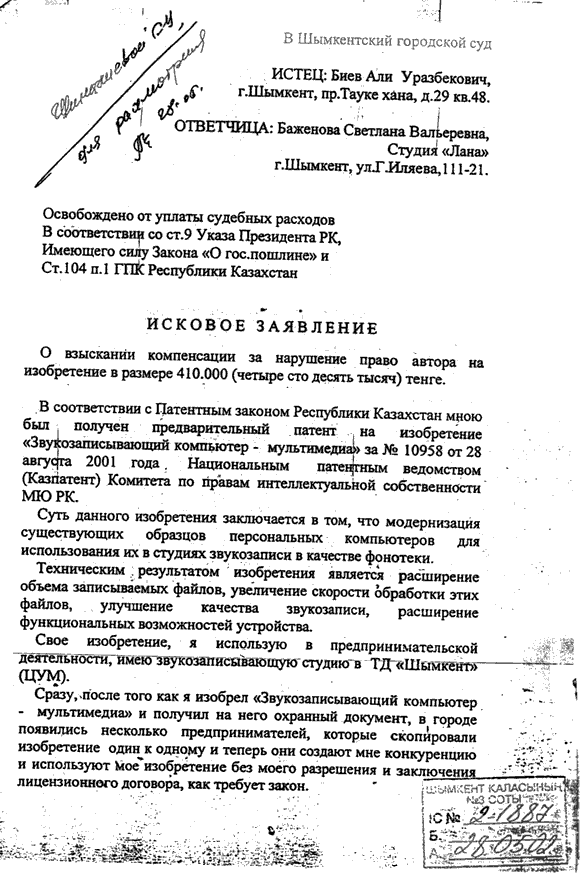 для рассмотрения
28.05.
В Шымкентский городской суд
ИСТЕЦ: Биев Али Уразбекович,
г.Шымкент, пр.Тауке хана, д.29 кв.48.
ОТВЕТЧИЦА: Баженова Светлана Вальеревна,
Студия «Лана»
г.Шымкент, ул.Г.Иляева,111-21.
Освобождено от уплаты судебных расходов
В соответствии со ст.9 Указа Президента РК,
Имеющего силу Закона «О гос.пошлине» и
Ст.104 п.1 ГПК Республики Казахстан
ИСКОВОЕ ЗАЯВЛЕНИЕ
О взыскании компенсации за нарушение право автора на
изобретение в размере 410.000 (четыре сто десять тысяч) тенге.
В соответствии с Патентным законом Республики Казахстан мною
был получен предварительный патент на изобретение
«Звукозаписывающий компьютер - мультимедиа» за № 10958 от 28
августа 2001 года. Национальным патентным ведомством
(Казпатент) Комитета по правам интеллектуальной собственности
МЮ РК.
Суть данного изобретения заключается в том, что модернизация
существующих образцов персональных компьютеров для
использования их в студиях звукозаписи в качестве фонотеки.
Техническим результатом изобретения является расширение
объема записываемых файлов, увеличение скорости обработки этих
файлов, улучшение качества звукозаписи, расширение
функциональных возможностей устройства.
Свое изобретение, я использую в предпринимательской
деятельности, имею звукозаписывающую студию в ТД «Шымкент»
(ЦУМ).
Сразу, после того как я изобрел «Звукозаписывающий компьютер
- мультимедиа» и получил на него охранный документ, в городе
появились несколько предпринимателей, которые скопировали
изобретение один к одному и теперь они создают мне конкуренцию
и используют мое изобретение без моего разрешения и заключения
лицензионного договора, как требует закон.
ШЫМКЕНТ ҚАЛАСЫНЫҢ
№3 СОТЫ
ІС № 2-1887
Б.
А. 28.05.02